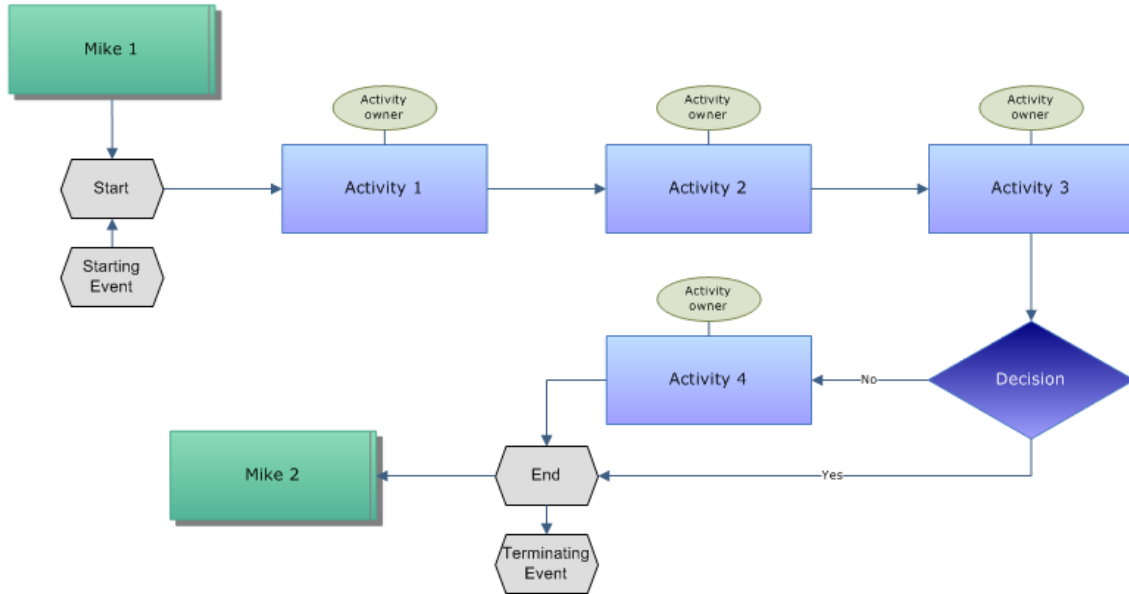 Mike 1
Activity
owner
Activity
owner
Activity
owner
Start
Activity 1
Activity 2
Activity 3
Starting
Event
Activity
owner
Activity 4
No
Decision
Mike 2
End
Yes
Terminating
Event